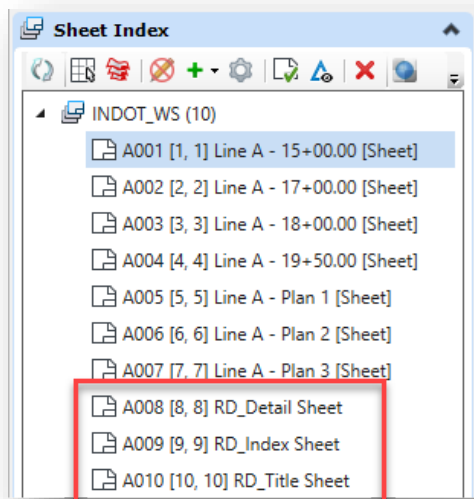 Sheet Index
INDOT_WS (10)
A001 [1, 1] Line A - 15+00.00 [Sheet]
A002 [2, 2] Line A - 17+00.00 [Sheet]
A003 [3, 3] Line A - 18+00.00 [Sheet]
A004 [4, 4] Line A - 19+50.00 [Sheet]
A005 [5, 5] Line A - Plan 1 [Sheet]
A006 [6, 6] Line A - Plan 2 [Sheet]
A007 [7, 7] Line A - Plan 3 [Sheet]
A008 [8, 8] RD_Detail Sheet
A009 [9, 9] RD_Index Sheet
A010 [10, 10] RD_Title Sheet